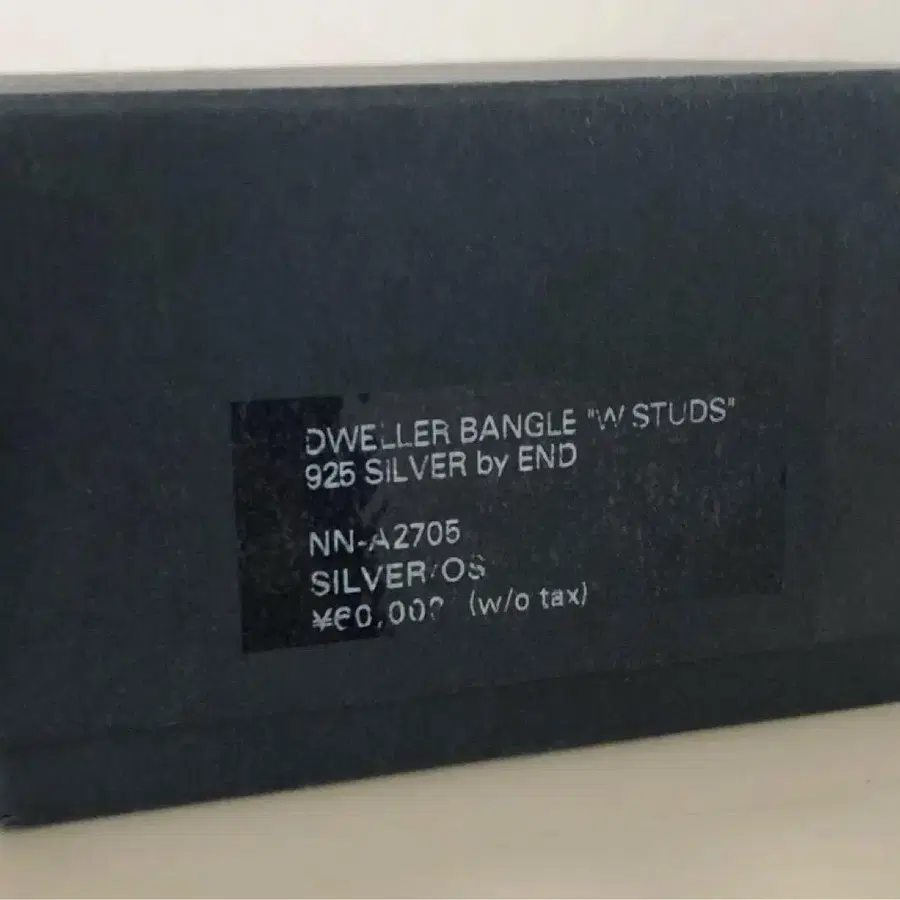 DWELLER BANGLE "W STUDS"
925 SILVER by END
NN-A2705
SILVER/OS
(w/o tax)